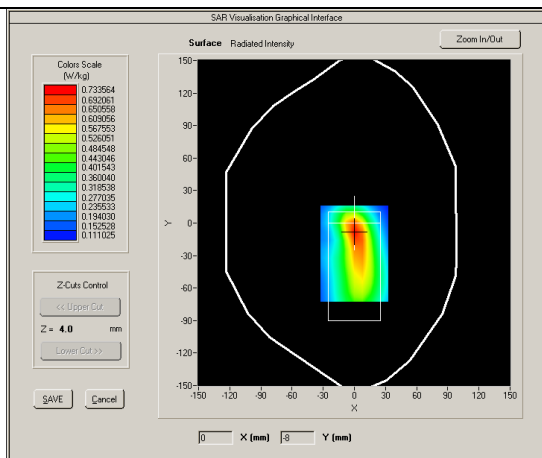 SAR Visualisation Graphical Interface
Surface Radiated Intensity
Zoom In/Out
Colors Scale
(W/kg)
0.733564
0.692061
0.650558
0.609056
0.567553
0.526051
0.484548
0.443046
0.401543
0.360040
0.318538
0.277035
0.235533
0.194030
0.152528
0.111025
Z-Cuts Control
<< Upper Cut
Z = 4.0 mm
Lower Cut >>
SAVE Cancel
150
120
90
60
30
0
-30
-60
-90
-120
-150
Y
-150 -120 -90 -60 -30 0 30 60 90 120 150
X
0 X (mm) -8 Y (mm)